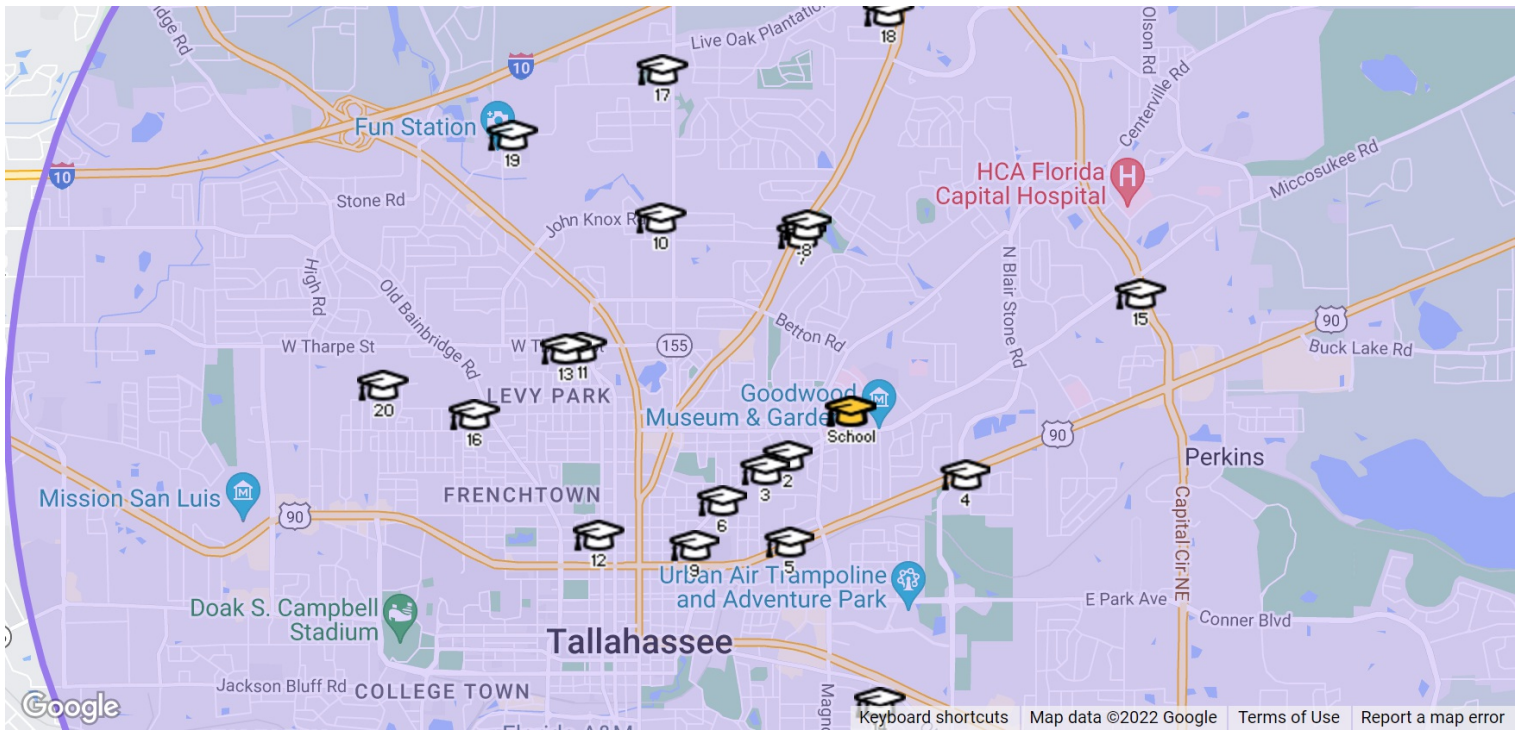 18
Live Oak Plantation
Olson Rd
10
17
Centerville Rd
Fun Station
19
10
HCA Florida
Capital Hospital
Miccosukee Rd
Stone Rd
John Knox
10
8
7
N Blair Stone Rd
High Rd
Old Bainbridge Rd
15
90
Betton Rd
W Tharpe St
W
155
Buck Lake Rd
13
11
20
LEVY PARK
Goodwood
Museum &
School
16
90
2
Perkins
3
4
Mission San Luis
FRENCHTOWN
90
6
Capital Cir NE
12
9
5
Urban Air Trampoline
and Adventure Park
E Park Ave
Doak S. Campbell
Stadium
Conner Blvd
Tallahassee
Jackson Bluff Rd
COLLEGE TOWN
Google
Keyboard shortcuts
Map data ©2022 Google
Terms of Use
Report a map error